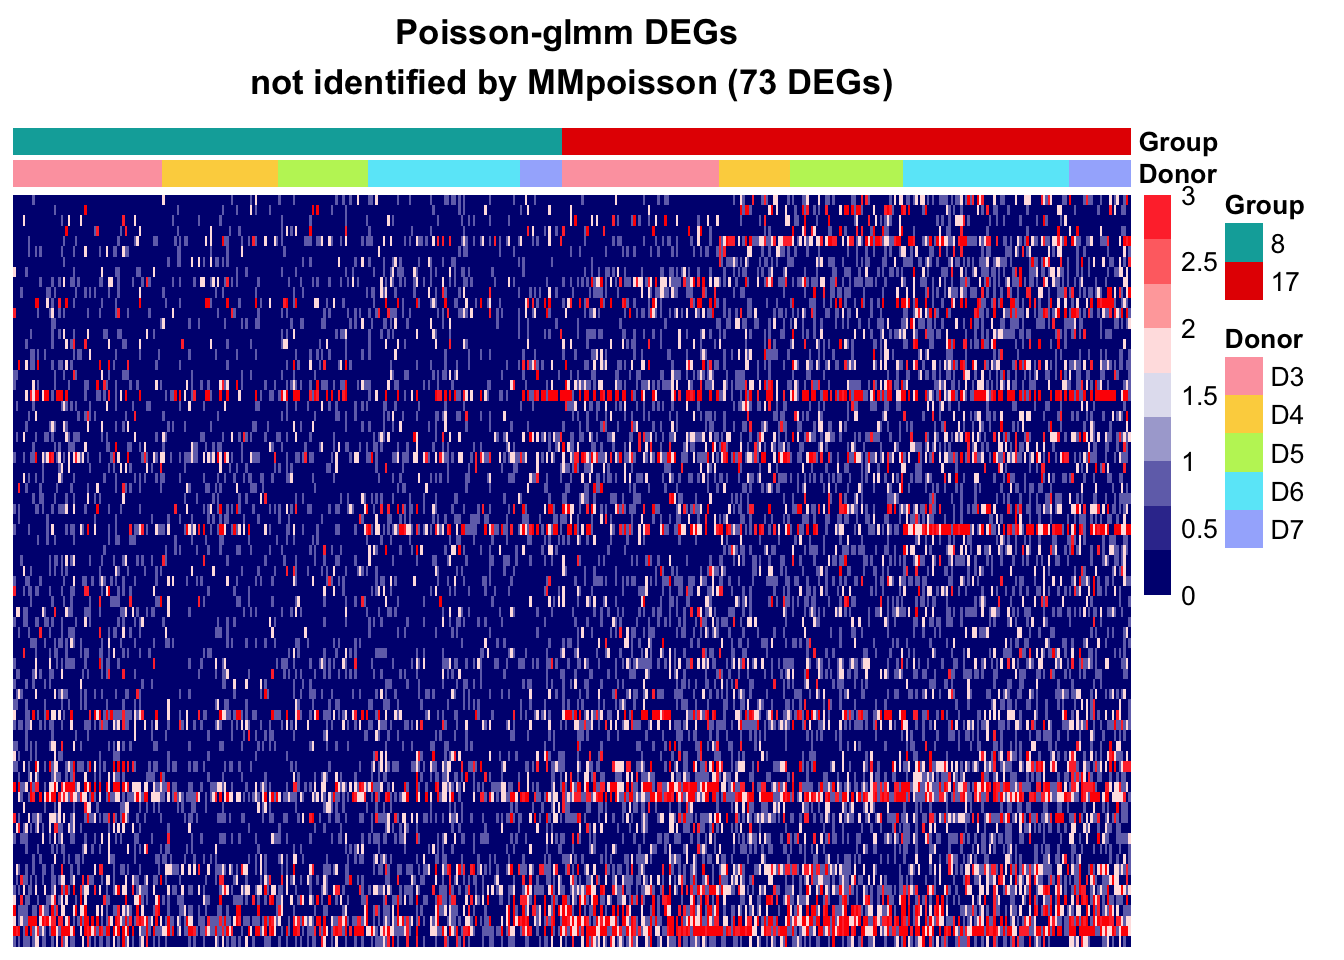 Poisson-glmm DEGs
not identified by MMpoisson (73 DEGs)
Group
Donor
3
2.5
2
1.5
1
0.5
0
Group
8
17
Donor
D3
D4
D5
D6
D7